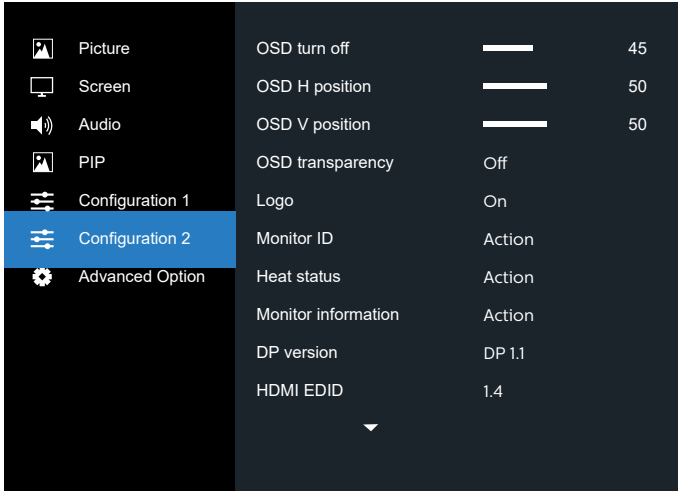 Picture
Screen
Audio
PIP
Configuration 1
Configuration 2
Advanced Option
OSD turn off 45
OSD H position 50
OSD V position 50
OSD transparency Off
Logo On
Monitor ID Action
Heat status Action
Monitor information Action
DP version DP 1.1
HDMI EDID 1.4